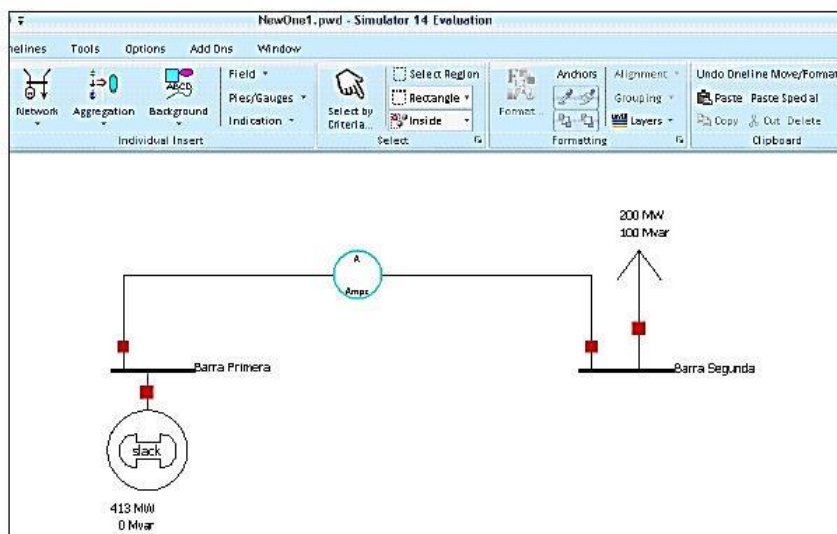 NewOne1.pwd - Simulator 14 Evaluation
nelines Tools Options Add Ons Window
Network
Aggregation
ABCD
Background
Field
Pies/Gauges
Indication
Individual Insert
Select by
Criteria...
Select Region
Rectangle
Inside
Select
Format...
Anchors
Alignment
Grouping
Layers
Formatting
Undo Oneline Move/Format
Paste Paste Special
Copy Cut Delete
Clipboard
200 MW
100 Mvar
A
Amps
Barra Primera
Barra Segunda
slack
413 MW
0 Mvar